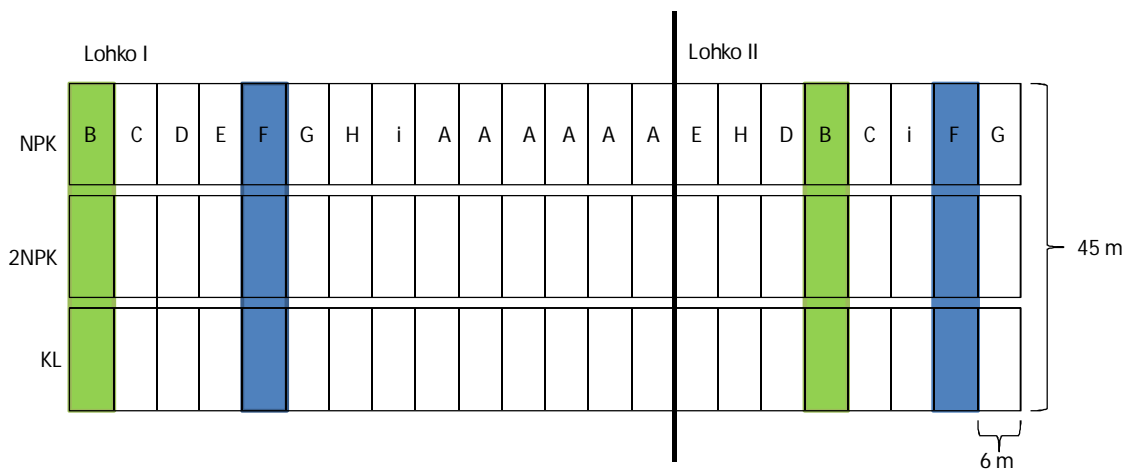 Lohko I
Lohko II
NPK B C D E F G H i A A A A A A E H D B C i F G
2NPK
45 m
KL
6 m